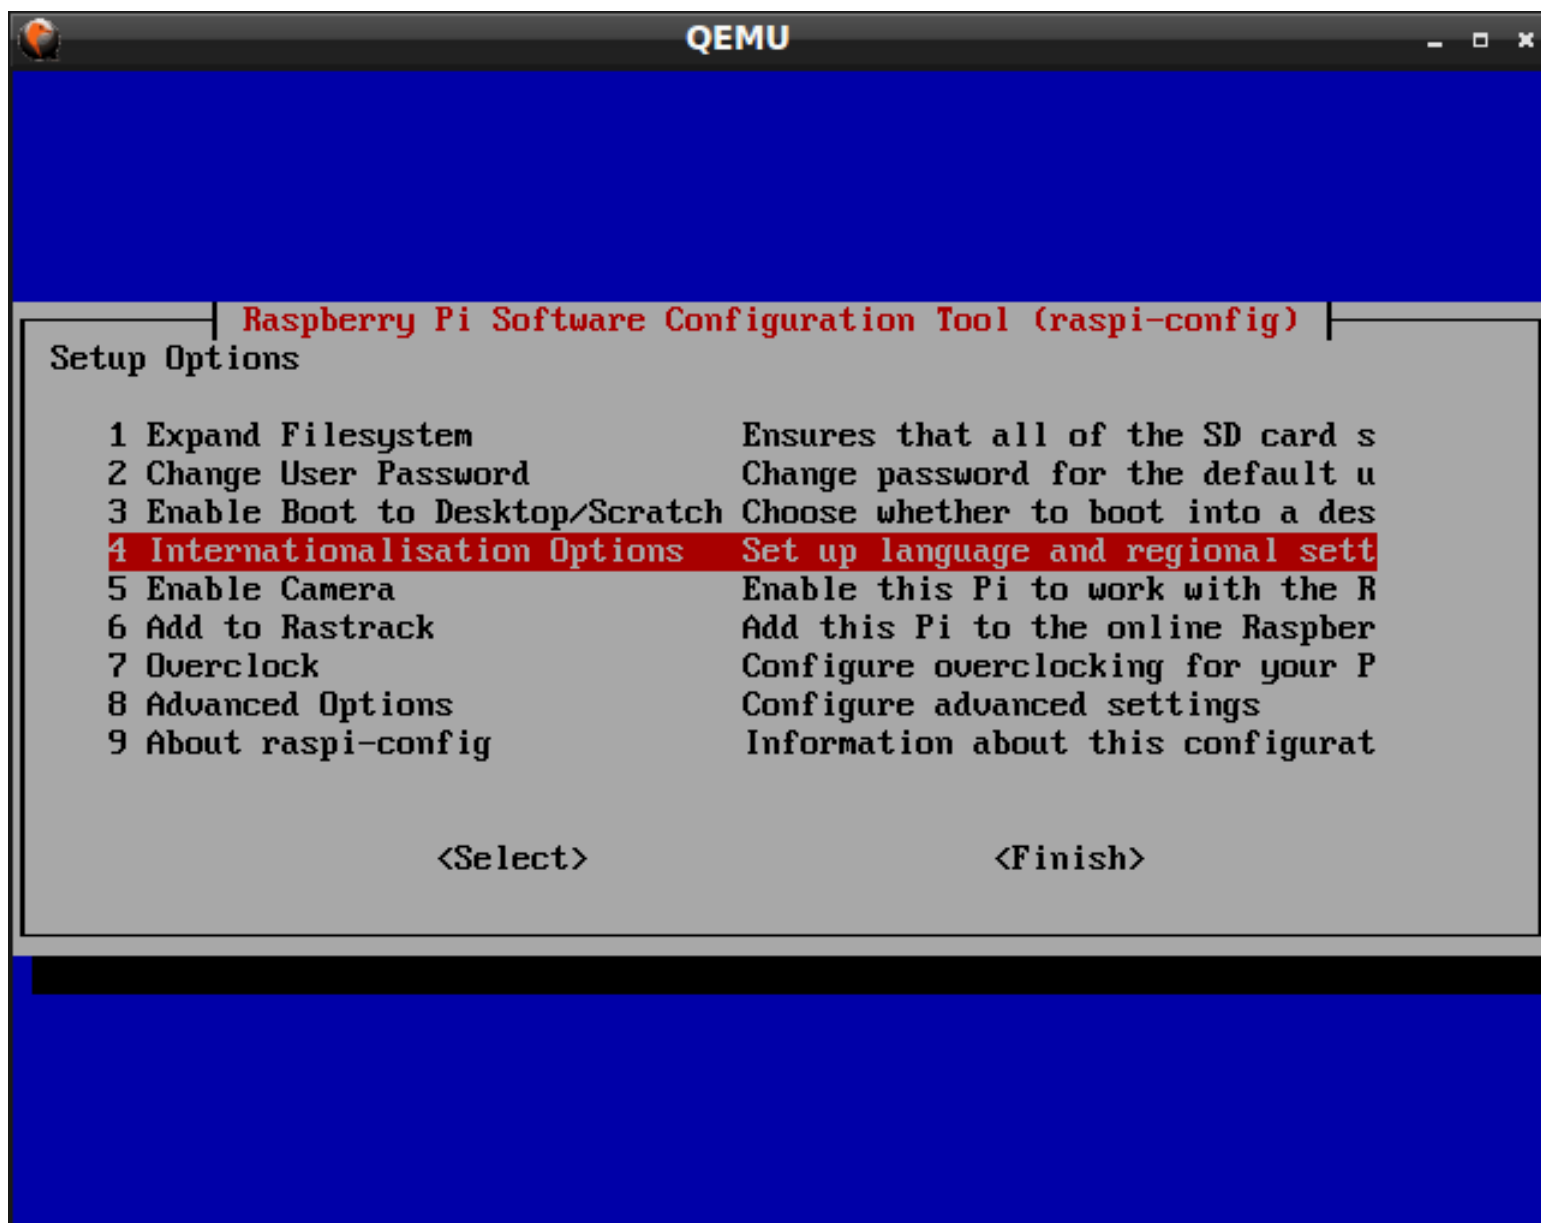 QEMU
Raspberry Pi Software Configuration Tool (raspi-config)
Setup Options
1 Expand Filesystem Ensures that all of the SD card s
2 Change User Password Change password for the default u
3 Enable Boot to Desktop/Scratch Choose whether to boot into a des
4 Internationalisation Options Set up language and regional sett
5 Enable Camera Enable this Pi to work with the R
6 Add to Rastrack Add this Pi to the online Raspber
7 Overclock Configure overclocking for your P
8 Advanced Options Configure advanced settings
9 About raspi-config Information about this configurat
<Select> <Finish>